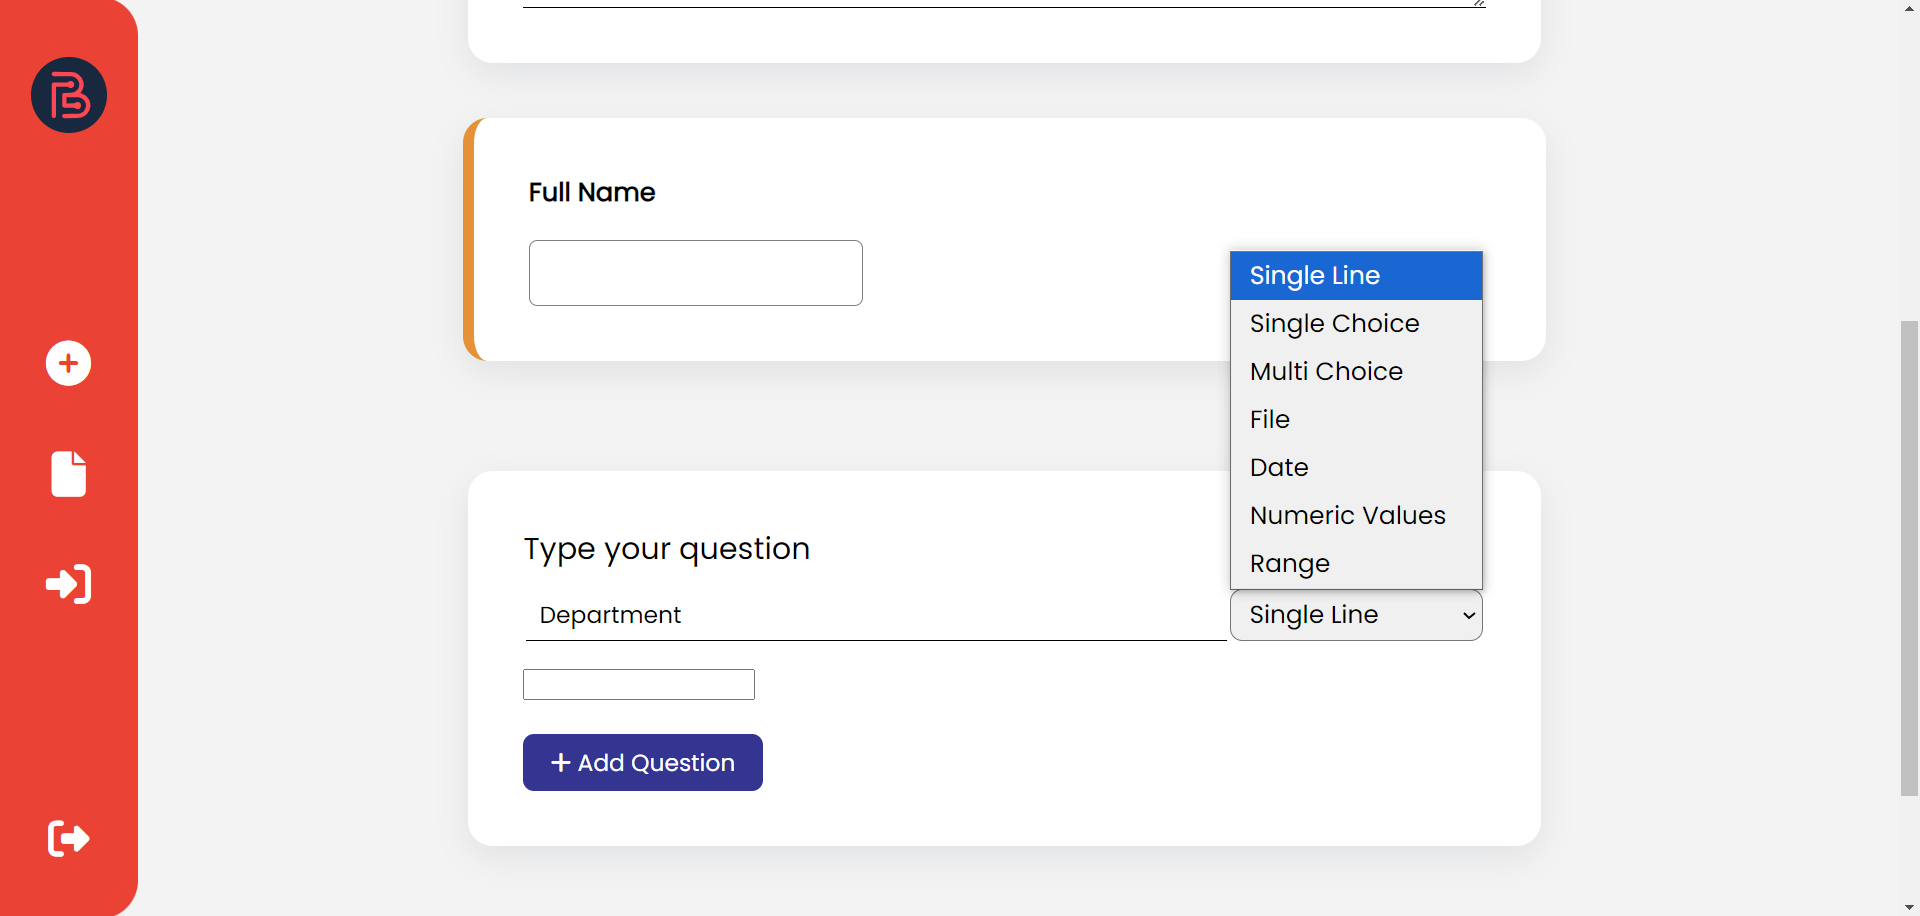 Full Name
Single Line
Single Choice
Multi Choice
File
Date
Numeric Values
Range
Type your question
Department
Single Line
Add Question